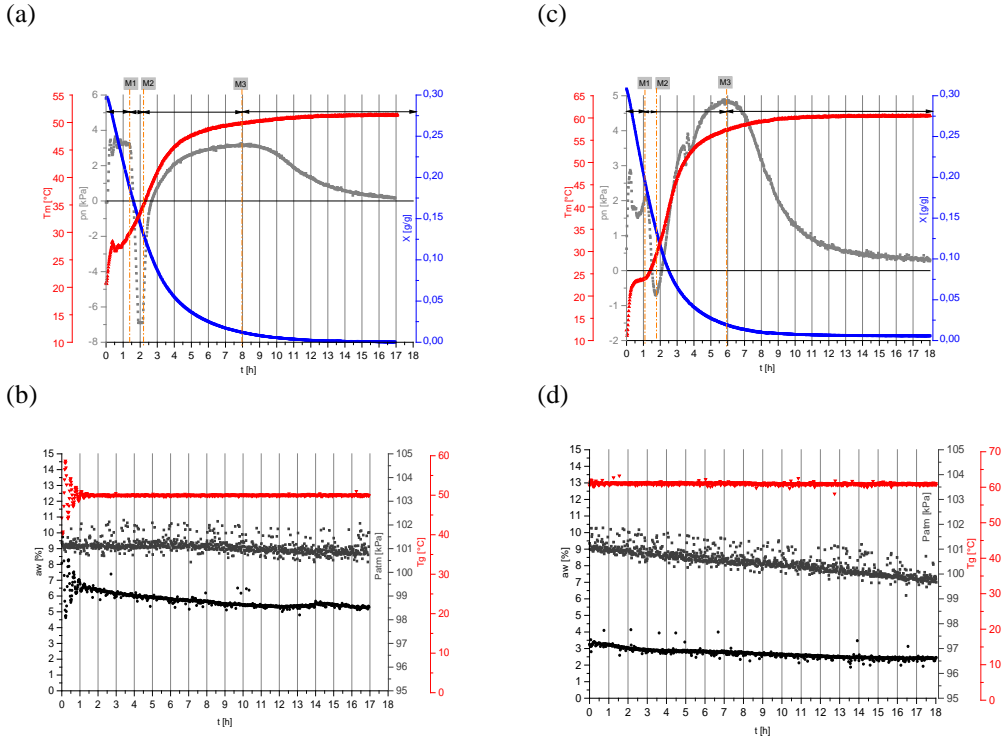 (a)
(c)
M1 M2 M3
M1 M2 M3
55 50 45 40 35 30 25 20 15 10
Tm [°C]
6 4 2 0 -2 -4 -6 -8
pn [kPa]
0,30 0,25 0,20 0,15 0,10 0,05 0,00
X [g/g]
0 1 2 3 4 5 6 7 8 9 10 11 12 13 14 15 16 17 18
t [h]
65 60 55 50 45 40 35 30 25 20 15 10
Tm [°C]
5 4 3 2 1 0 -1 -2
pn [kPa]
0,30 0,25 0,20 0,15 0,10 0,05 0,00
X [g/g]
0 1 2 3 4 5 6 7 8 9 10 11 12 13 14 15 16 17 18
t [h]
(b)
(d)
15 14 13 12 11 10 9 8 7 6 5 4 3 2 1 0
aw [%]
105 104 103 102 101 100 99 98 97 96 95
Patm [kPa]
60 50 40 30 20 10 0
Tg [°C]
0 1 2 3 4 5 6 7 8 9 10 11 12 13 14 15 16 17 18
t [h]
15 14 13 12 11 10 9 8 7 6 5 4 3 2 1 0
aw [%]
105 104 103 102 101 100 99 98 97 96 95
Patm [kPa]
70 60 50 40 30 20 10 0
Tg [°C]
0 1 2 3 4 5 6 7 8 9 10 11 12 13 14 15 16 17 18
t [h]